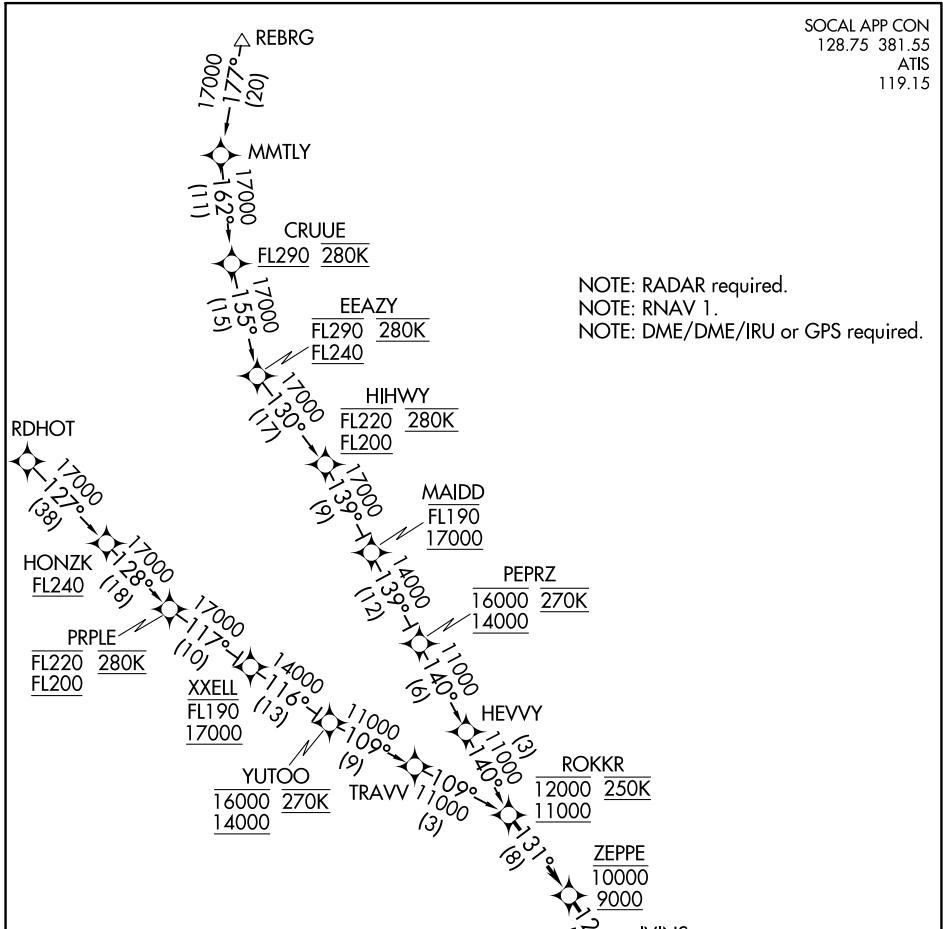 SOCAL APP CON
128.75 381.55
ATIS
119.15
REBRG
17000
177°
(20)
MMTLY
17000
162°
(11)
CRUUE
FL290 280K
17000
155°
(15)
EEAZY
FL290 280K
FL240
NOTE: RADAR required.
NOTE: RNAV 1.
NOTE: DME/DME/IRU or GPS required.
17000
130°
(17)
HIHWY
FL220 280K
FL200
17000
139°
(9)
MAIDD
FL190
17000
14000
139°
(12)
PEPRZ
16000 270K
14000
11000
140°
(6)
HEVVY
(3)
11000
140°
RDHOT
17000
127°
(38)
HONZK
FL240
17000
128°
(18)
PRPLE
FL220 280K
FL200
17000
117°
(10)
XXELL
FL190
17000
14000
116°
(13)
YUTOO
16000 270K
14000
11000
109°
(9)
TRAVV
109°
11000
(3)
ROKKR
12000 250K
11000
131°
(8)
ZEPPE
10000
9000